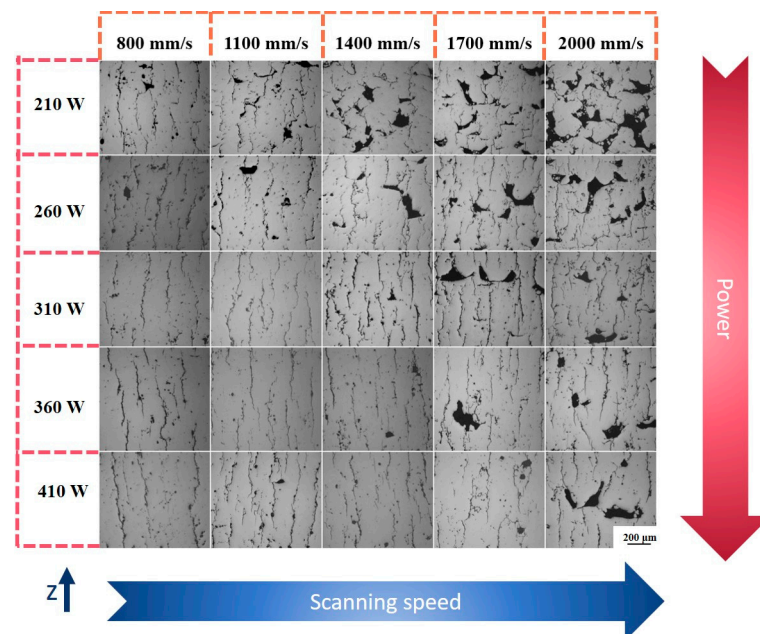 800 mm/s 1100 mm/s 1400 mm/s 1700 mm/s 2000 mm/s
210 W
260 W
310 W
360 W
410 W
200 μm
Power
Z
Scanning speed